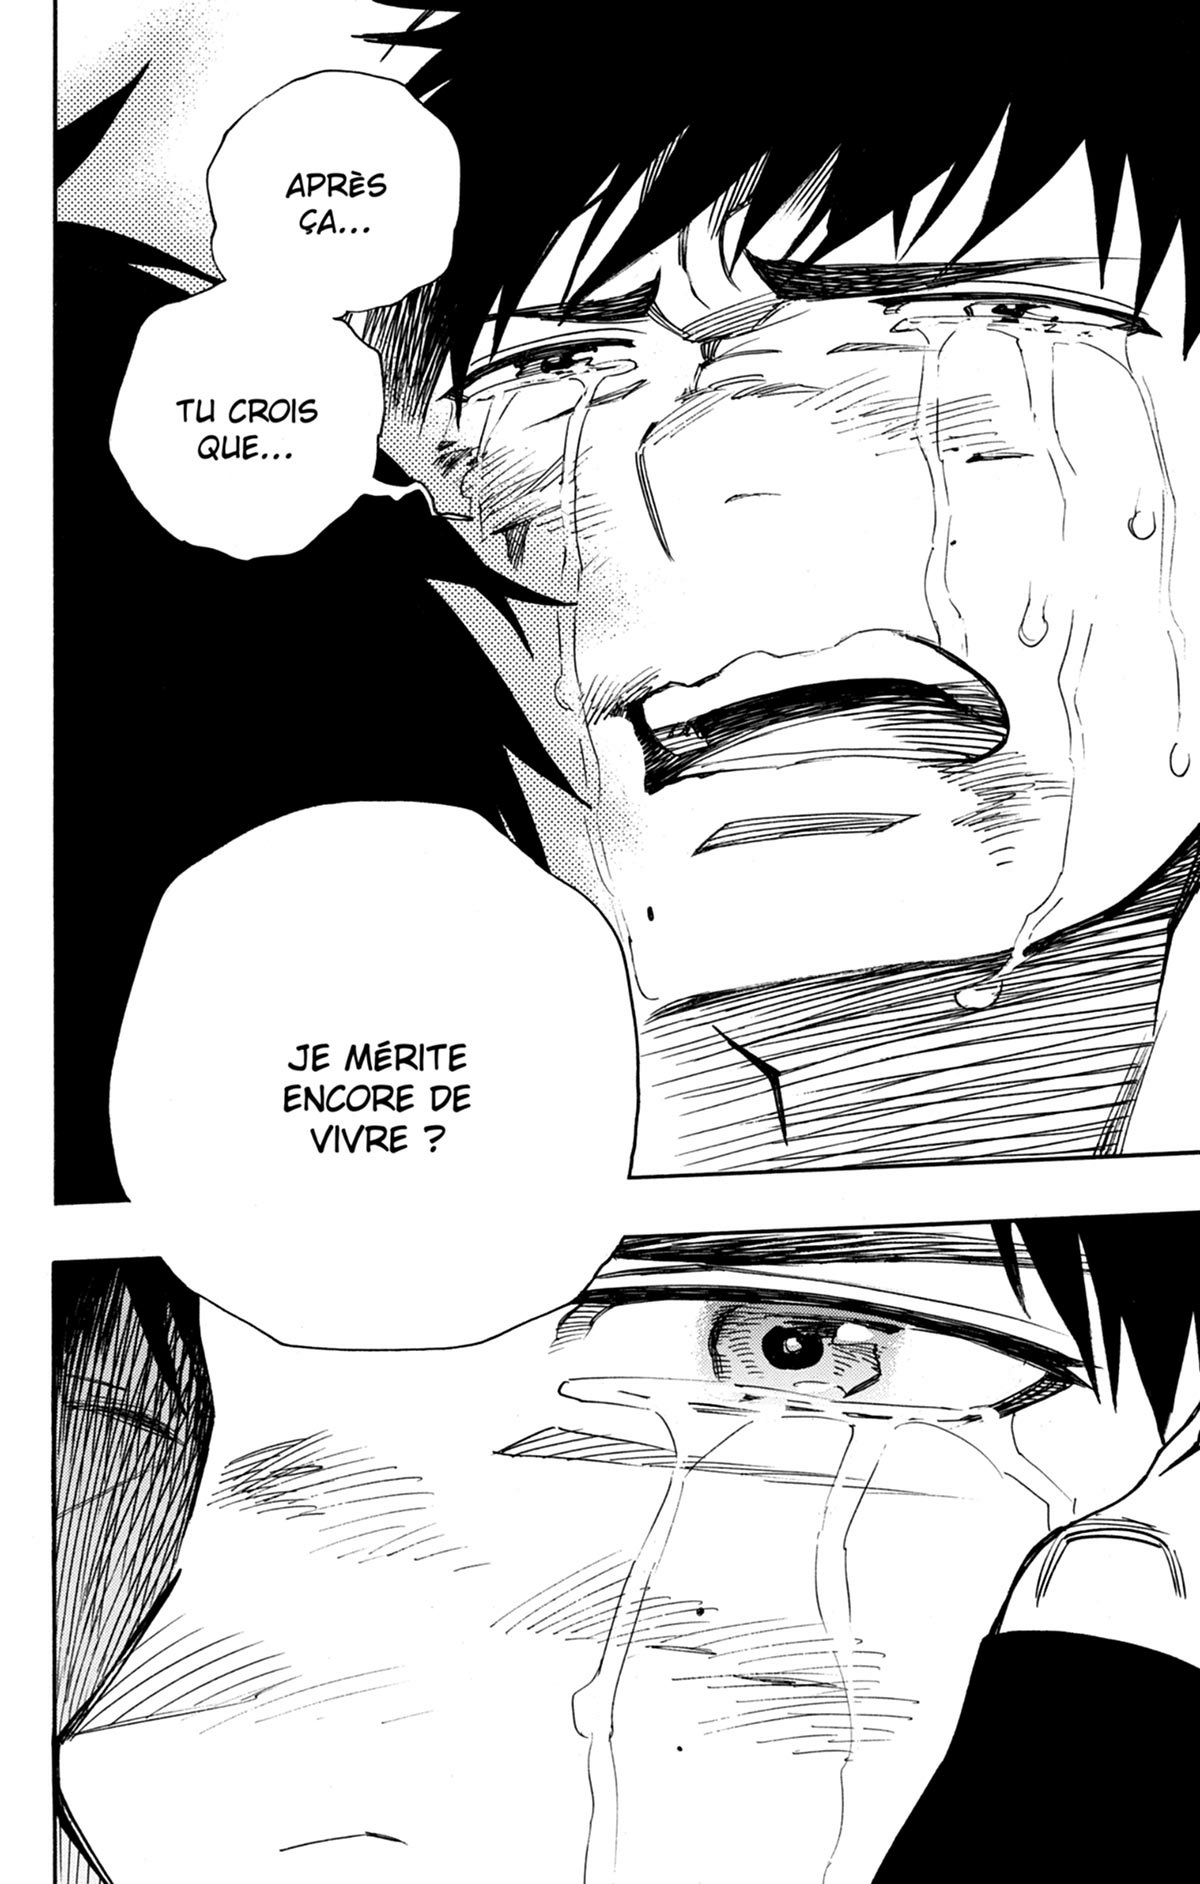 APRÈS
ÇA...
TU CROIS
QUE...
JE MÉRITE
ENCORE DE
VIVRE ?